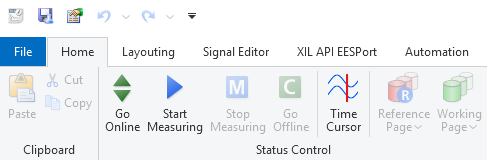 File Home Layouting Signal Editor XIL API EESPort Automation
Paste Cut Copy
Go Online Start Measuring M Stop Measuring C Go Offline Time Cursor R Reference Page Working Page
Clipboard Status Control